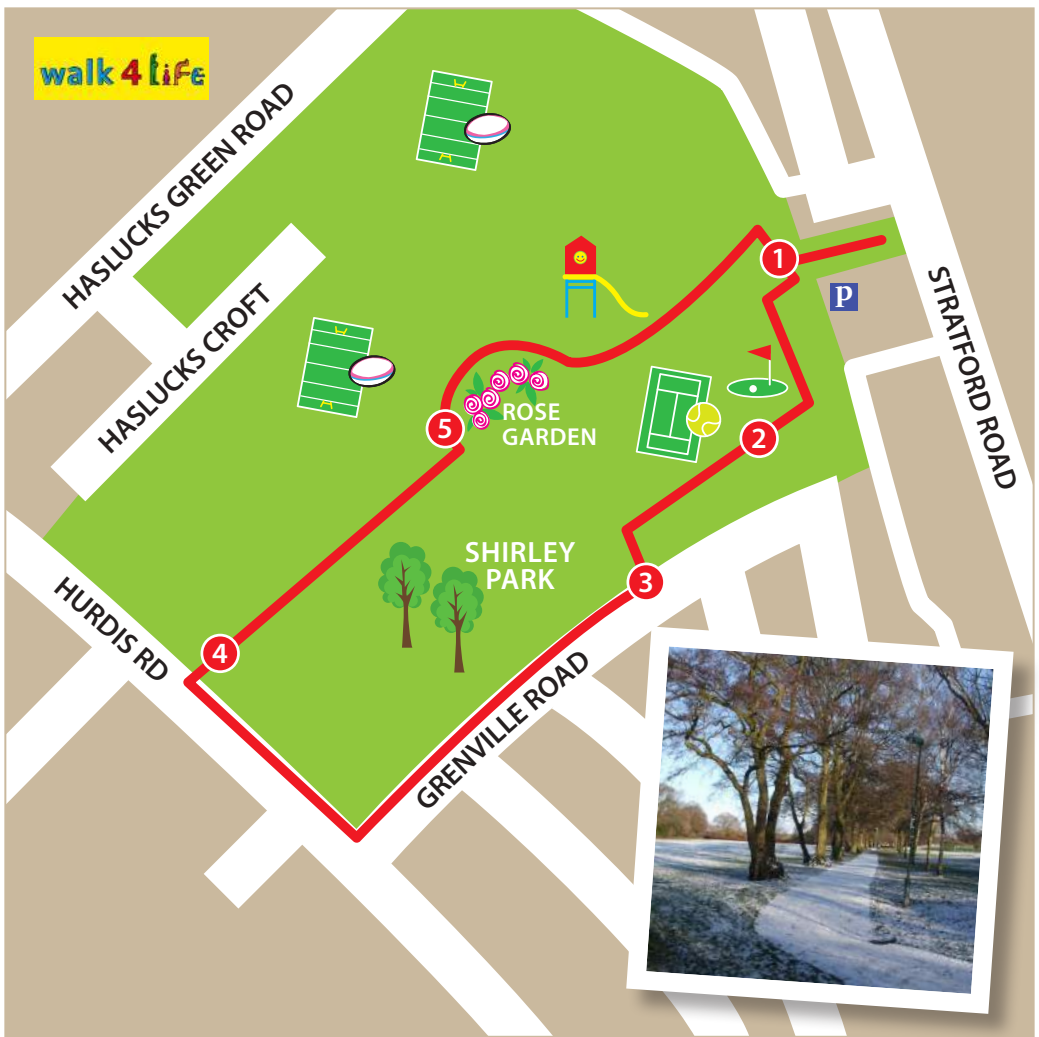 walk 4 LiFe
HASLUCKS GREEN ROAD
HASLUCKS CROFT
1
P
STRATFORD ROAD
5
ROSE
GARDEN
2
SHIRLEY
PARK
3
HURDIS RD
4
GRENVILLE ROAD